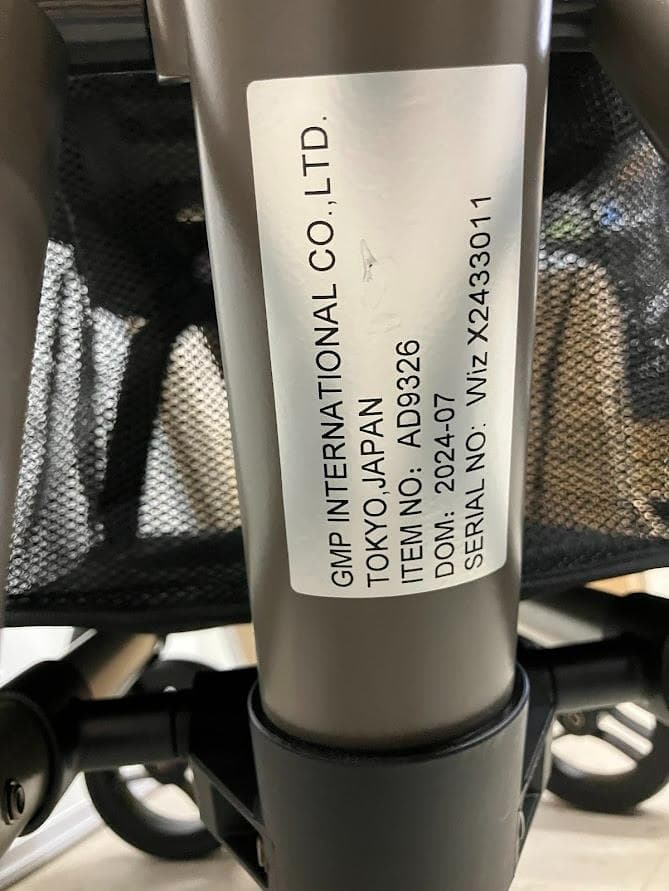 GMP INTERNATIONAL CO.,LTD.
TOKYO,JAPAN
ITEM NO: AD9326
DOM: 2024-07
SERIAL NO: Wiz X2433011